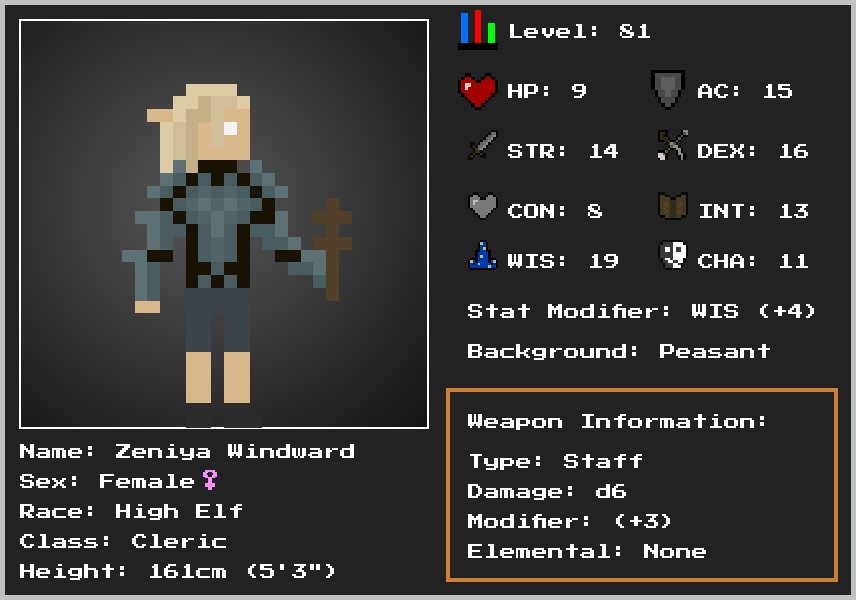 Level: 81
HP: 9 AC: 15
STR: 14 DEX: 16
CON: 8 INT: 13
WIS: 19 CHA: 11
Stat Modifier: WIS (+4)
Background: Peasant
Weapon Information:
Type: Staff
Damage: d6
Modifier: (+3)
Elemental: None
Name: Zeniya Windward
Sex: Female♀
Race: High Elf
Class: Cleric
Height: 161cm (5'3")